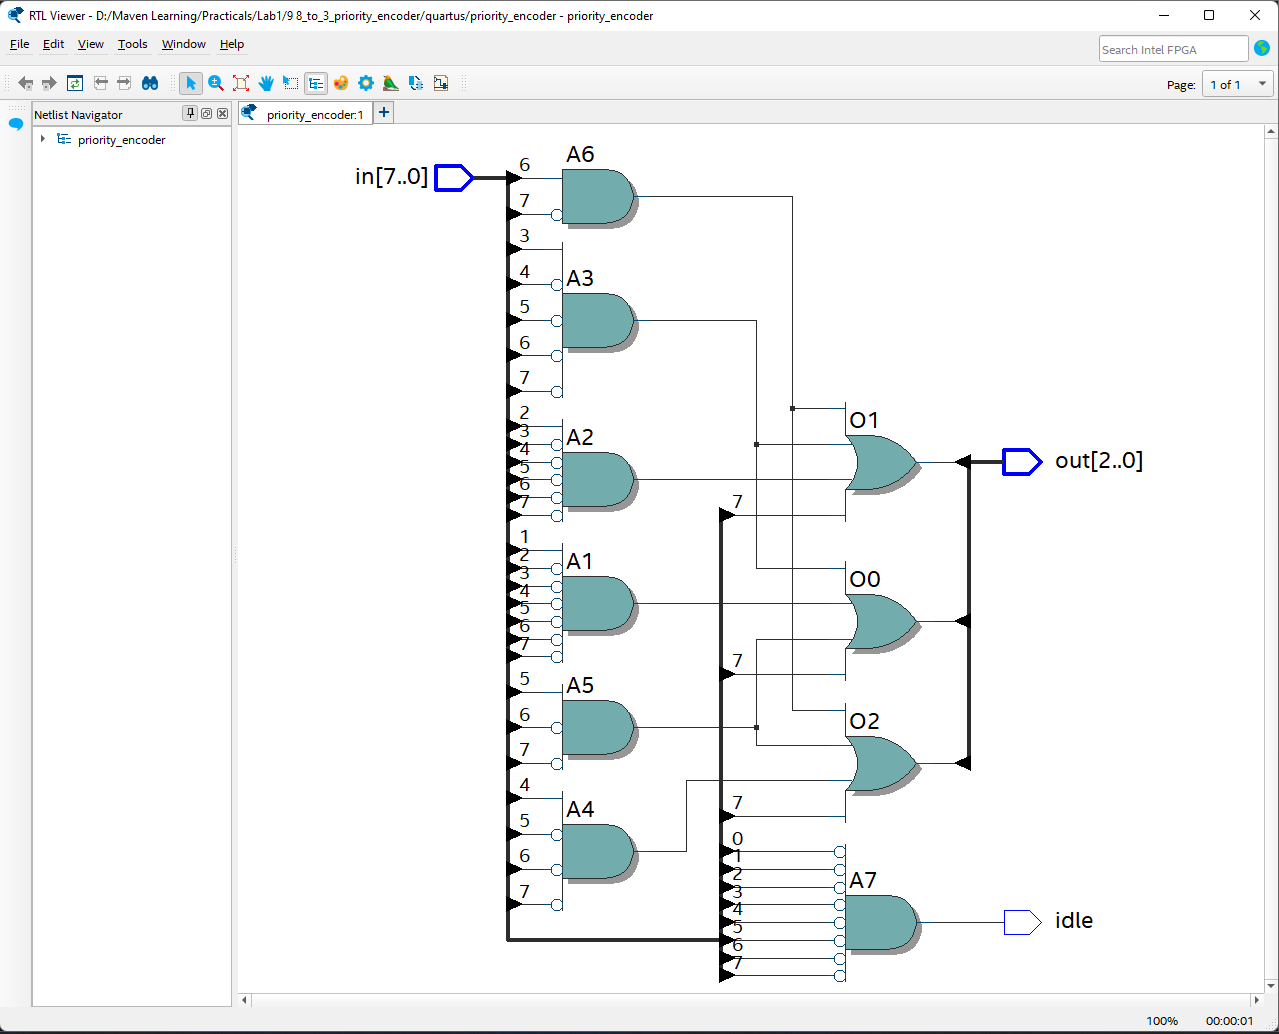 RTL Viewer - D:/Maven Learning/Practicals/Lab1/9 8_to_3_priority_encoder/quartus/priority_encoder - priority_encoder
File Edit View Tools Window Help
Search Intel FPGA
Page: 1 of 1
Netlist Navigator
priority_encoder
priority_encoder:1
in[7..0]
6
7
A6
3
4
5
6
7
A3
2
3
4
5
6
7
A2
1
2
3
4
5
6
7
A1
5
6
7
A5
4
5
6
7
A4
O1
7
out[2..0]
O0
7
O2
7
0
1
2
3
4
5
6
7
A7
idle
100% 00:00:01